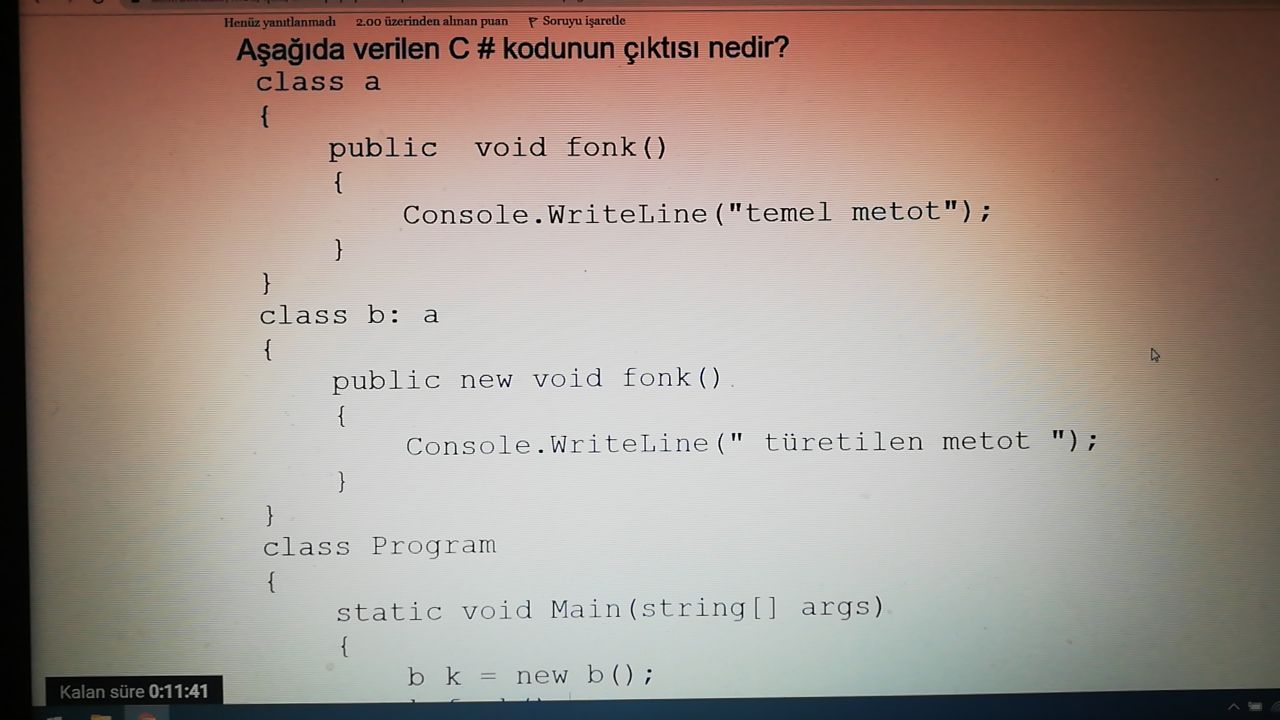 Henüz yanıtlanmadı 2.00 üzerinden alınan puan Soruyu işaretle
Aşağıda verilen C # kodunun çıktısı nedir?
class a
{
public void fonk()
{
Console.WriteLine("temel metot");
}
}
class b: a
{
public new void fonk()
{
Console.WriteLine(" türetilen metot ");
}
}
class Program
{
static void Main(string[] args)
{
b k = new b();
Kalan süre 0:11:41